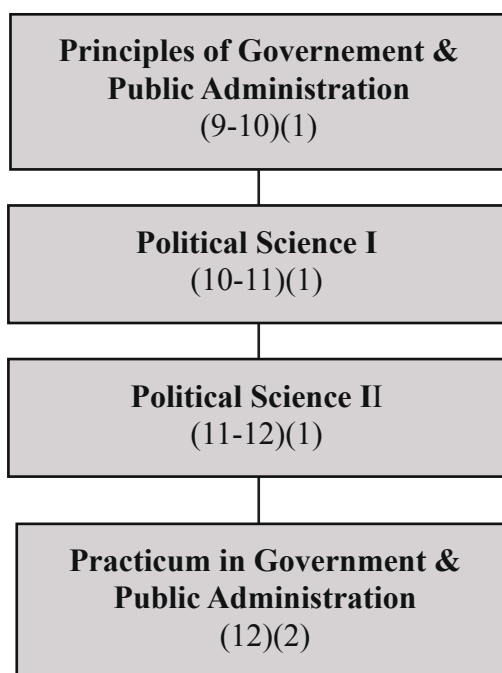 Principles of Governement &
Public Administration
(9-10)(1)
Political Science I
(10-11)(1)
Political Science II
(11-12)(1)
Practicum in Government &
Public Administration
(12)(2)